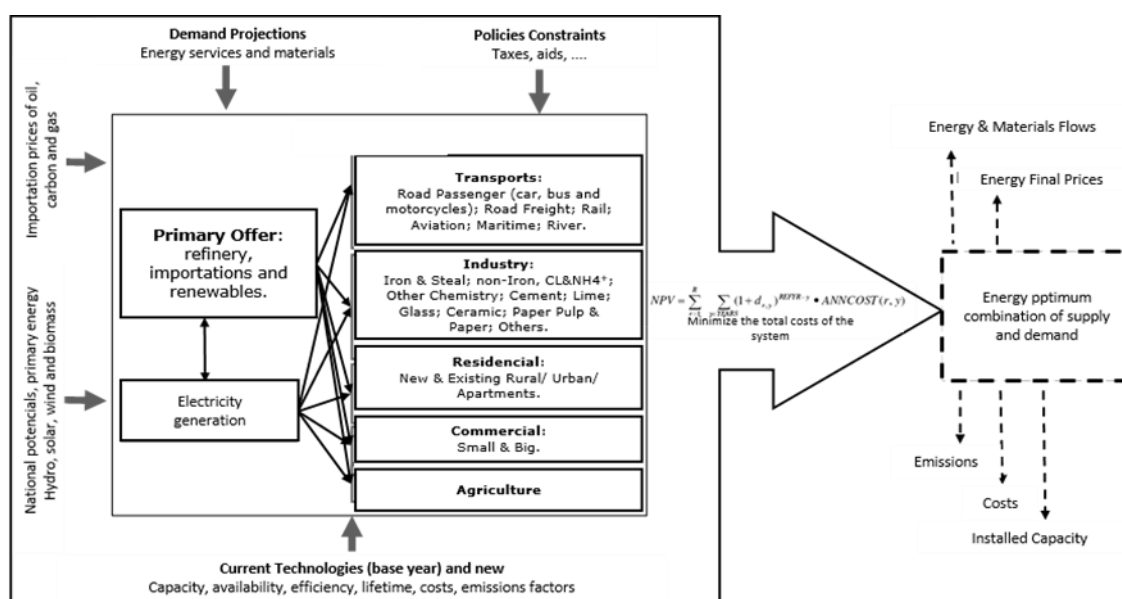 Demand Projections
Energy services and materials
Policies Constraints
Taxes, aids, ....
Importation prices of oil,
carbon and gas
National potencials, primary energy
Hydro, solar, wind and biomass
Primary Offer:
refinery,
importations and
renewables.
Electricity
generation
Transports:
Road Passenger (car, bus and
motorcycles); Road Freight; Rail;
Aviation; Maritime; River.
Industry:
Iron & Steal; non-Iron, CL&NH4⁺;
Other Chemistry; Cement; Lime;
Glass; Ceramic; Paper Pulp &
Paper; Others.
Residencial:
New & Existing Rural/ Urban/
Apartments.
Commercial:
Small & Big.
Agriculture
Current Technologies (base year) and new
Capacity, availability, efficiency, lifetime, costs, emissions factors
NPV = ∑ ∑ (1 + d_{r,y})^{REFYR-y} • ANNCOST(r, y)
Minimize the total costs of the
system
Energy & Materials Flows
Energy Final Prices
Energy pptimum
combination of supply
and demand
Emissions
Costs
Installed Capacity